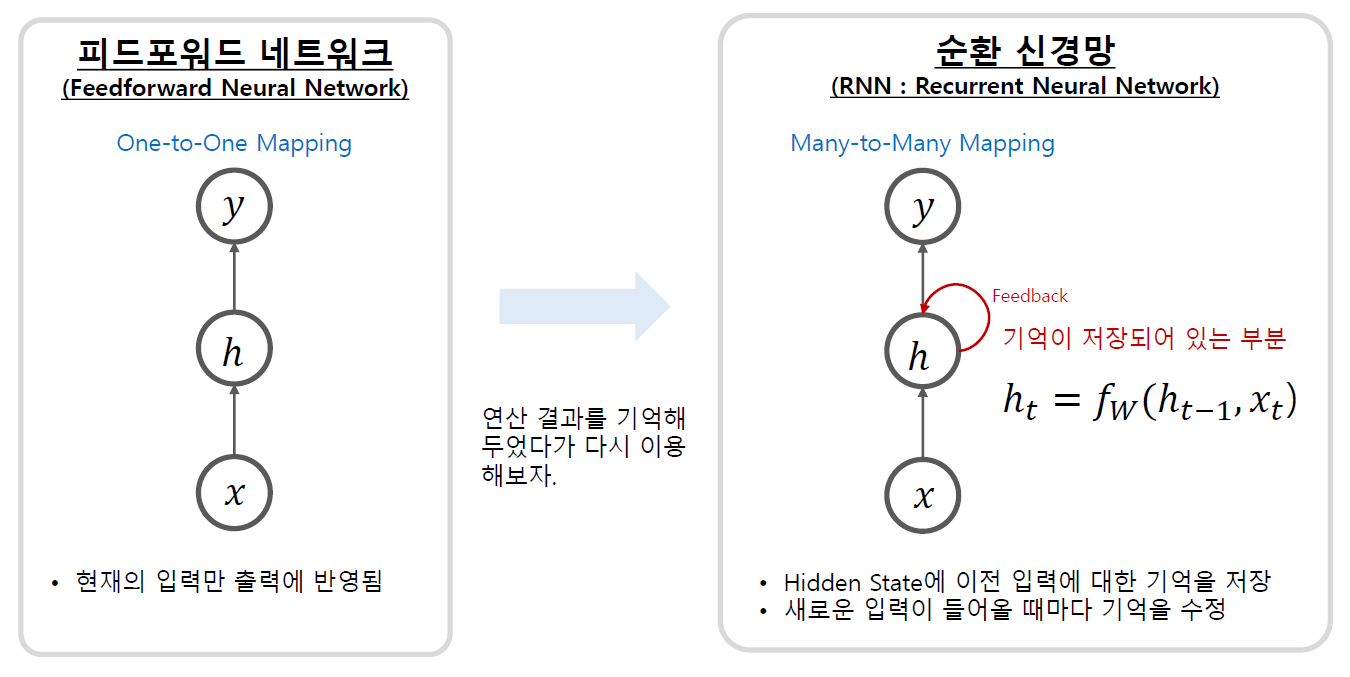 피드포워드 네트워크
(Feedforward Neural Network)
One-to-One Mapping
y
h
x
• 현재의 입력만 출력에 반영됨
연산 결과를 기억해
두었다가 다시 이용
해보자.
순환 신경망
(RNN : Recurrent Neural Network)
Many-to-Many Mapping
y
Feedback
기억이 저장되어 있는 부분
h
h_t = f_W(h_{t-1}, x_t)
x
• Hidden State에 이전 입력에 대한 기억을 저장
• 새로운 입력이 들어올 때마다 기억을 수정